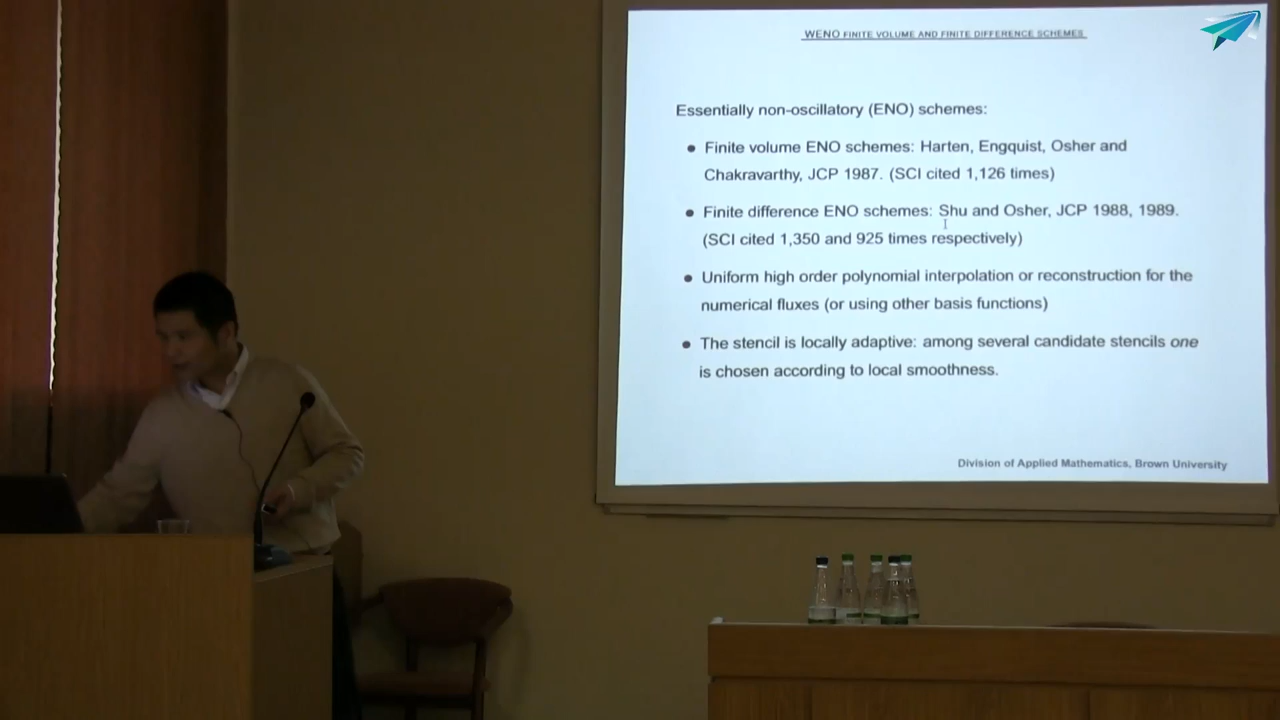 WENO FINITE VOLUME AND FINITE DIFFERENCE SCHEMES
Essentially non-oscillatory (ENO) schemes:
• Finite volume ENO schemes: Harten, Engquist, Osher and
Chakravarthy, JCP 1987. (SCI cited 1,126 times)
• Finite difference ENO schemes: Shu and Osher, JCP 1988, 1989.
(SCI cited 1,350 and 925 times respectively)
• Uniform high order polynomial interpolation or reconstruction for the
numerical fluxes (or using other basis functions)
• The stencil is locally adaptive: among several candidate stencils one
is chosen according to local smoothness.
Division of Applied Mathematics, Brown University